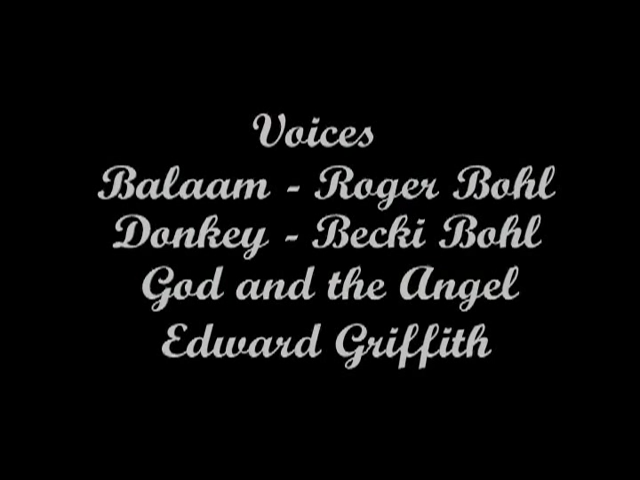 Voices
Balaam - Roger Bohl
Donkey - Becki Bohl
God and the Angel
Edward Griffith